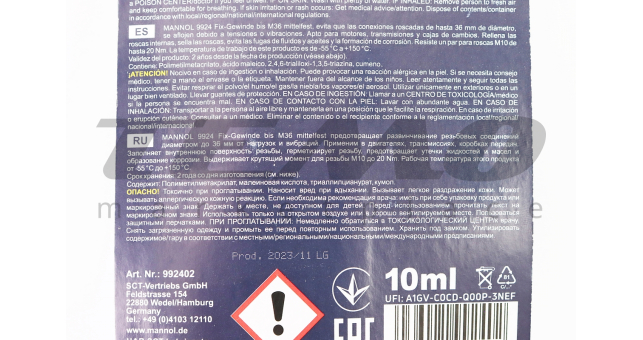 a POISON CENTER/doctor if you feel unwell. IF ON SKIN: Wash with plenty of water. IF INHALED: Remove person to fresh air
and keep comfortable for breathing. If irritation occurs: Get medical advice/attention. Dispose of contents/container
in accordance with local/regional/national/international regulations.
ES MANNOL 9924 Fix-Gewinde bis M36 mittelfest, evita que las conexiones roscadas de hasta 36 mm de diámetro,
se aflojen debido a tensiones o vibraciones. Apto para motores, transmisiones y cajas de cambios. Rellena las
roscas internas, sella las roscas, evita las fugas de fluidos y aceites y la formación de corrosión. Resiste un par para roscas M10 de
hasta 20 Nm. La temperatura de trabajo de este producto es de -55°C a +150°C.
Validez del producto: 2 años desde la fecha de producción (véase abajo).
Contiene: Polimetilmetacrilato, ácido maleico, 2,4,6-trialiloxi-1,3,5-triazina, cumeno.
¡ATENCIÓN! Nocivo en caso de ingestión e inhalación. Puede provocar una reacción alérgica en la piel. Si se necesita consejo
médico, tener a mano el envase o la etiqueta. Mantener fuera del alcance de los niños. Leer atentamente y seguir todas las
instrucciones. Evitar respirar el polvo/el humo/el gas/la niebla/los vapores/el aerosol. Utilizar únicamente en exteriores o en un
lugar bien ventilado. Llevar guantes de protección. EN CASO DE INGESTIÓN: Llamar a un CENTRO DE TOXICOLOGÍA/médico
si la persona se encuentra mal. EN CASO DE CONTACTO CON LA PIEL: Lavar con abundante agua. EN CASO DE
INHALACIÓN: Transportar a la persona al aire libre y mantenerla en una posición que le facilite la respiración. En caso de irritación
cutánea: Consultar a un médico. Eliminar el contenido o el recipiente conforme a la reglamentación local/regional/
nacional/internacional
RU MANNOL 9924 Fix-Gewinde bis M36 mittelfest предотвращает развинчивание резьбовых соединений
диаметром до 36 мм от нагрузок и вибраций. Применим в двигателях, трансмиссиях, коробках передач.
Заполняет внутреннюю поверхность резьбы, герметизирует резьбу, предотвращает утечки жидкостей и масел и
образование коррозии. Выдерживает крутящий момент для резьбы M10 до 20 Nm. Рабочая температура этого продукта
от -55°C до +150°C.
Срок хранения: 2 года со дня изготовления (см. ниже).
Содержит: Полиметилметакрилат, малеиновая кислота, триаллилцианурат, кумол.
ОПАСНО! Токсично при проглатывании. Наносит вред при вдыхании. Вызывает легкое раздражение кожи. Может
вызывать аллергическую кожную реакцию. Если необходима рекомендация врача: иметь при себе упаковку продукта или
маркировочный знак. Держать в месте, не доступном для детей. Перед использованием прочитать текст на
маркировочном знаке. Использовать только на открытом воздухе или в хорошо вентилируемом месте. Пользоваться
защитными перчатками. ПРИ ПРОГЛАТЫВАНИИ: Немедленно обратиться в ТОКСИКОЛОГИЧЕСКИЙ ЦЕНТР/к врачу.
Снять загрязненную одежду и промыть ее перед повторным использованием. Хранить под замком. Утилизировать
содержимое/тару в соответствии с местными/региональными/национальными/международными предписаниями.
Prod. 2023/11 LG
Art. Nr.: 992402
SCT-Vertriebs GmbH
Feldstrasse 154
22880 Wedel/Hamburg
Germany
tel.: +49 (0)4103 12110
www.mannol.de
10ml
UFI: A1GV-C0CD-Q00P-3NEF
EAC